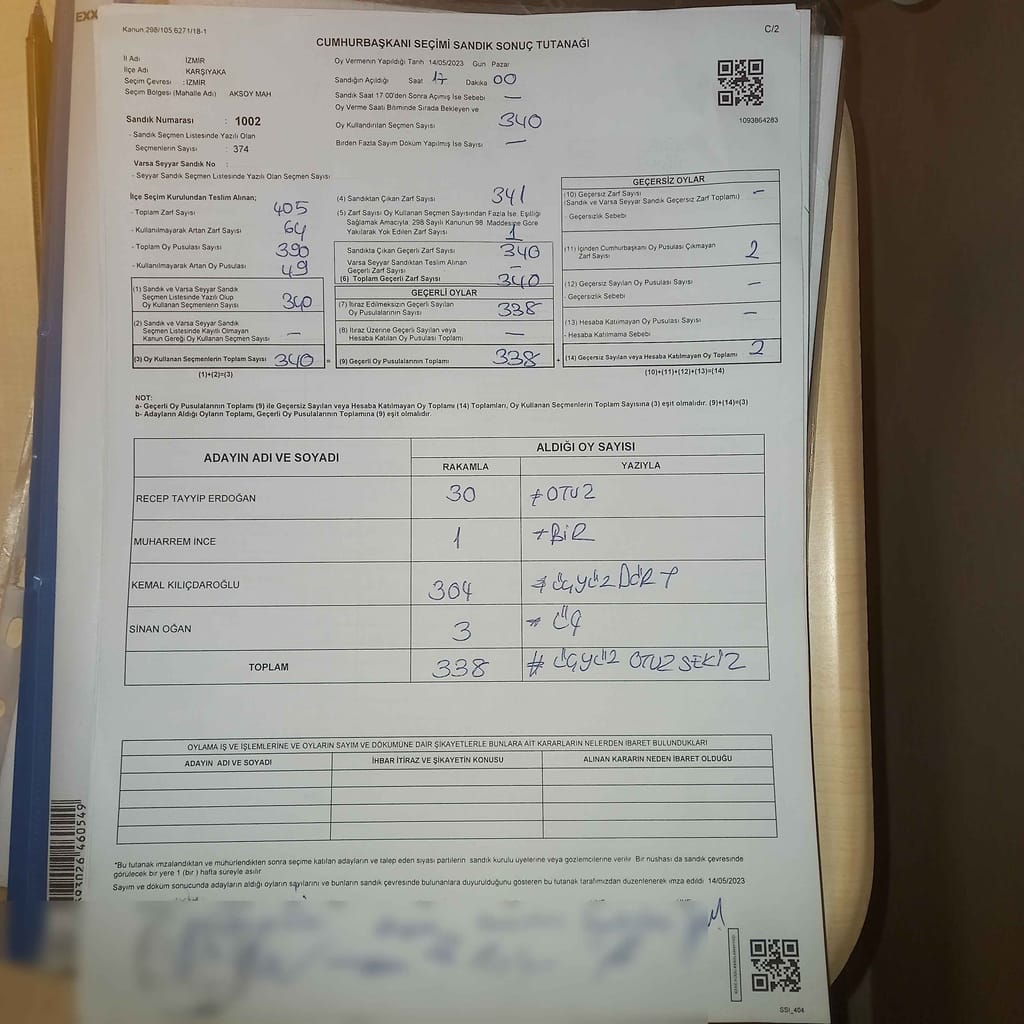 EXX
Kanun 298/105,6271/18-1
C/2
CUMHURBAŞKANI SEÇİMİ SANDIK SONUÇ TUTANAĞI
İl Adı İZMİR
İlçe Adı KARŞIYAKA
Seçim Çevresi : İZMİR
Seçim Bölgesi (Mahalle Adı) AKSOY MAH
Oy Vermenin Yapıldığı Tarih 14/05/2023 Gün Pazar
Sandığın Açıldığı Saat 17 Dakika 00
Sandık Saat 17.00'den Sonra Açımış İse Sebebi —
Oy Verme Saati Bitiminde Sırada Bekleyen ve
Oy Kullandırılan Seçmen Sayısı 340
Birden Fazla Sayım Döküm Yapılmış İse Sayısı —
1093864283
Sandık Numarası : 1002
- Sandık Seçmen Listesinde Yazılı Olan
Seçmenlerin Sayısı : 374
Varsa Seyyar Sandık No :
- Seyyar Sandık Seçmen Listesinde Yazılı Olan Seçmen Sayısı
İlçe Seçim Kurulundan Teslim Alınan;
- Toplam Zarf Sayısı 405
- Kullanılmayarak Artan Zarf Sayısı 64
- Toplam Oy Pusulası Sayısı 390
- Kullanılmayarak Artan Oy Pusulası 49
(1) Sandık ve Varsa Seyyar Sandık
Seçmen Listesinde Yazılı Olup
Oy Kullanan Seçmenlerin Sayısı 340
(2) Sandık ve Varsa Seyyar Sandık
Seçmen Listesinde Kayıtlı Olmayan
Kanun Gereği Oy Kullanan Seçmen Sayısı —
(3) Oy Kullanan Seçmenlerin Toplam Sayısı 340 =
(1)+(2)=(3)
(4) Sandıktan Çıkan Zarf Sayısı 341
(5) Zarf Sayısı Oy Kullanan Seçmen Sayısından Fazla İse, Eşitliği
Sağlamak Amacıyla, 298 Sayılı Kanunun 98. Maddesine Göre
Yakılarak Yok Edilen Zarf Sayısı 1
Sandıkta Çıkan Geçerli Zarf Sayısı 340
Varsa Seyyar Sandıktan Teslim Alınan
Geçerli Zarf Sayısı —
(6) Toplam Geçerli Zarf Sayısı 340
GEÇERLİ OYLAR
(7) İtiraz Edilmeksizin Geçerli Sayılan
Oy Pusulalarının Sayısı 338
(8) İtiraz Üzerine Geçerli Sayılan veya
Hesaba Katılan Oy Pusulası Toplamı —
(9) Geçerli Oy Pusulalarının Toplamı 338 +
GEÇERSİZ OYLAR
(10) Geçersiz Zarf Sayısı —
(Sandık ve Varsa Seyyar Sandık Geçersiz Zarf Toplamı)
- Geçersizlik Sebebi
(11) İçinden Cumhurbaşkanı Oy Pusulası Çıkmayan
Zarf Sayısı 2
(12) Geçersiz Sayılan Oy Pusulası Sayısı —
- Geçersizlik Sebebi
(13) Hesaba Katılmayan Oy Pusulası Sayısı —
- Hesaba Katılmama Sebebi
(14) Geçersiz Sayılan veya Hesaba Katılmayan Oy Toplamı 2
(10)+(11)+(12)+(13)=(14)
NOT:
a- Geçerli Oy Pusulalarının Toplamı (9) ile Geçersiz Sayılan veya Hesaba Katılmayan Oy Toplamı (14) Toplamları, Oy Kullanan Seçmenlerin Toplam Sayısına (3) eşit olmalıdır. (9)+(14)=(3)
b- Adayların Aldığı Oyların Toplamı, Geçerli Oy Pusulalarının Toplamına (9) eşit olmalıdır.
ADAYIN ADI VE SOYADI ALDIĞI OY SAYISI
RAKAMLA YAZIYLA
RECEP TAYYİP ERDOĞAN 30 # OTUZ
MUHARREM İNCE 1 # BİR
KEMAL KILIÇDAROĞLU 304 # ÜÇYÜZ DÖRT
SİNAN OĞAN 3 # ÜÇ
TOPLAM 338 # ÜÇYÜZ OTUZ SEKİZ
OYLAMA İŞ VE İŞLEMLERİNE VE OYLARIN SAYIM VE DÖKÜMÜNE DAİR ŞİKAYETLERLE BUNLARA AİT KARARLARIN NELERDEN İBARET BULUNDUKLARI
ADAYIN ADI VE SOYADI İHBAR İTİRAZ VE ŞİKAYETİN KONUSU ALINAN KARARIN NEDEN İBARET OLDUĞU
*Bu tutanak imzalandıktan ve mühürlendikten sonra seçime katılan adayların ve talep eden siyasi partilerin sandık kurulu üyelerine veya gözlemcilerine verilir. Bir nüshası da sandık çevresinde
görülecek bir yere 1 (bir) hafta süreyle asılır.
Sayım ve döküm sonucunda adayların aldığı oyların sayılarını ve bunların sandık çevresinde bulunanlara duyurulduğunu gösteren bu tutanak tarafımızdan düzenlenerek imza edildi 14/05/2023
SSI_404